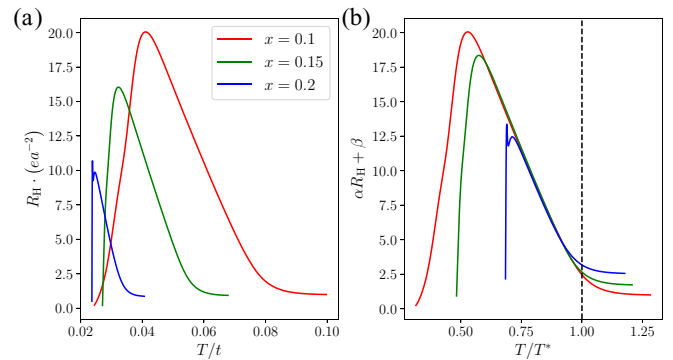 (a)
20.0
17.5
15.0
12.5
10.0
7.5
5.0
2.5
0.0
R_H · (ea^{-2})
x = 0.1
x = 0.15
x = 0.2
0.02 0.04 0.06 0.08 0.10
T/t
(b)
20.0
17.5
15.0
12.5
10.0
7.5
5.0
2.5
0.0
αR_H + β
0.50 0.75 1.00 1.25
T/T*